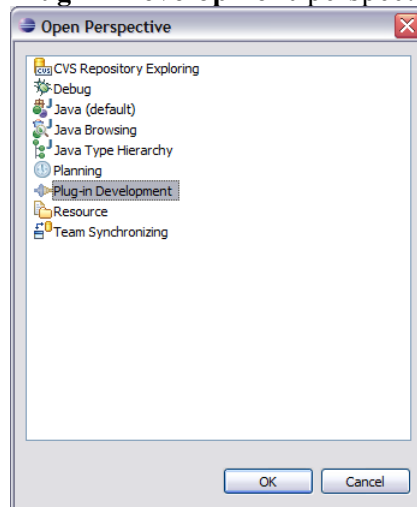 Open Perspective
CVS Repository Exploring
Debug
Java (default)
Java Browsing
Java Type Hierarchy
Planning
Plug-in Development
Resource
Team Synchronizing
OK Cancel